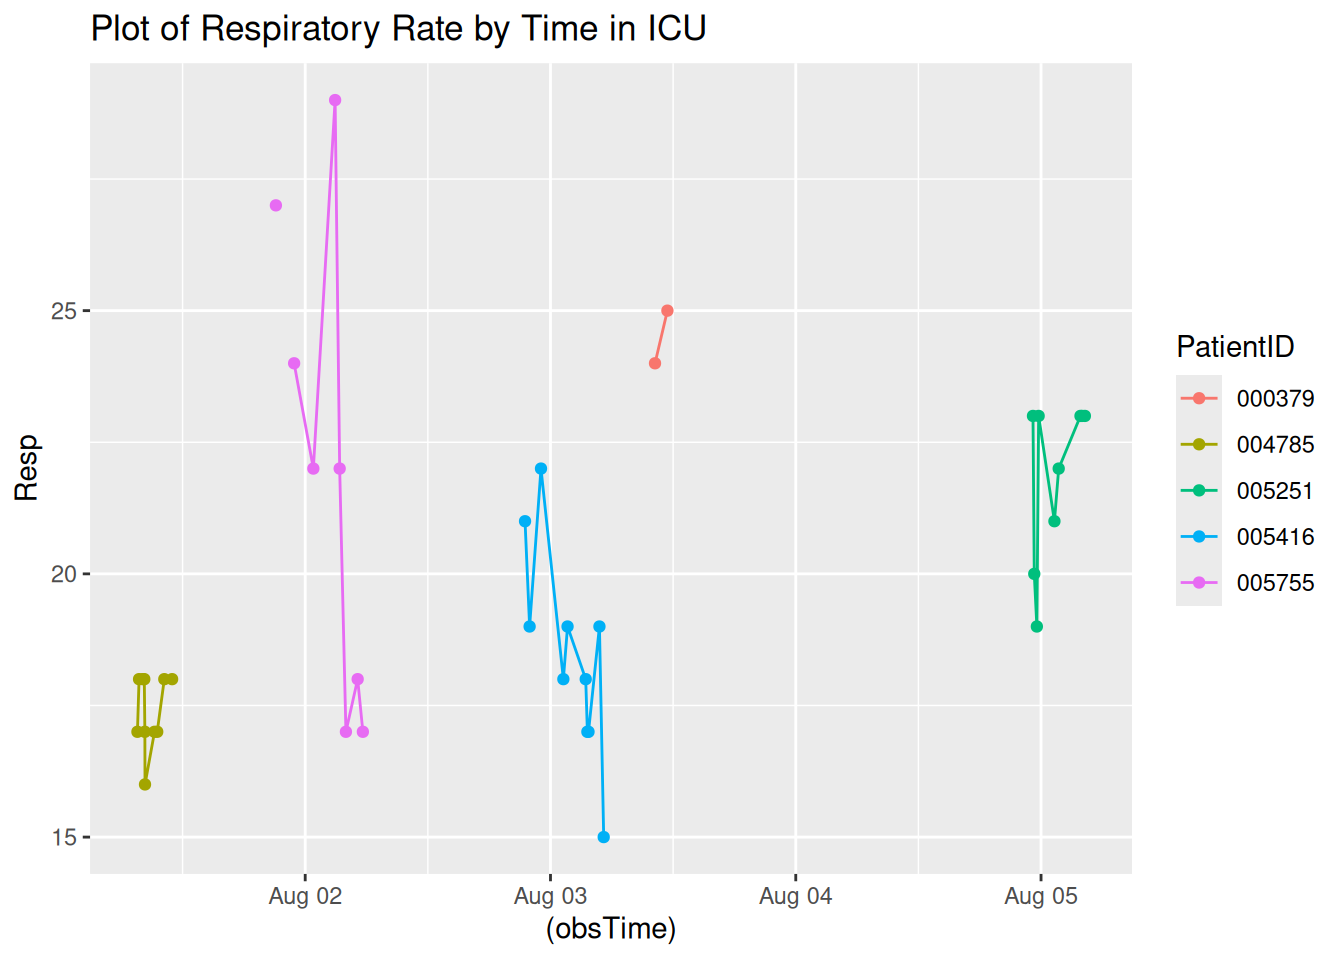 Plot of Respiratory Rate by Time in ICU
Resp
25
20
15
Aug 02 Aug 03 Aug 04 Aug 05
(obsTime)
PatientID
000379
004785
005251
005416
005755